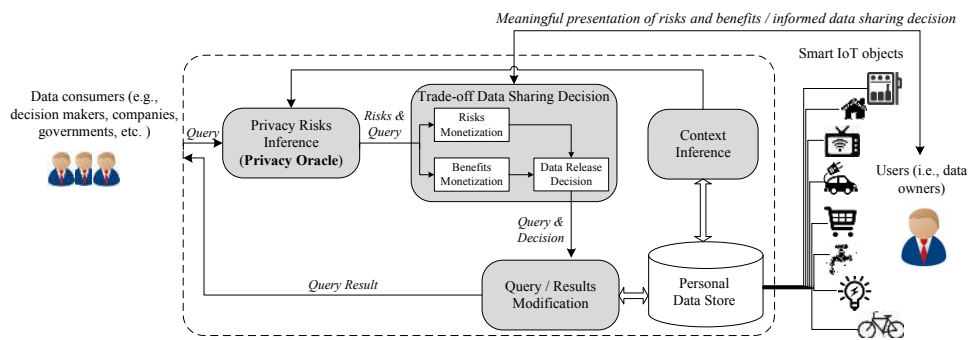 Meaningful presentation of risks and benefits / informed data sharing decision
Smart IoT objects
Data consumers (e.g.,
decision makers, companies,
governments, etc. )
Query
Privacy Risks
Inference
(Privacy Oracle)
Risks &
Query
Trade-off Data Sharing Decision
Risks
Monetization
Benefits
Monetization
Data Release
Decision
Context
Inference
Users (i.e., data
owners)
Query &
Decision
Query Result
Query / Results
Modification
Personal
Data Store